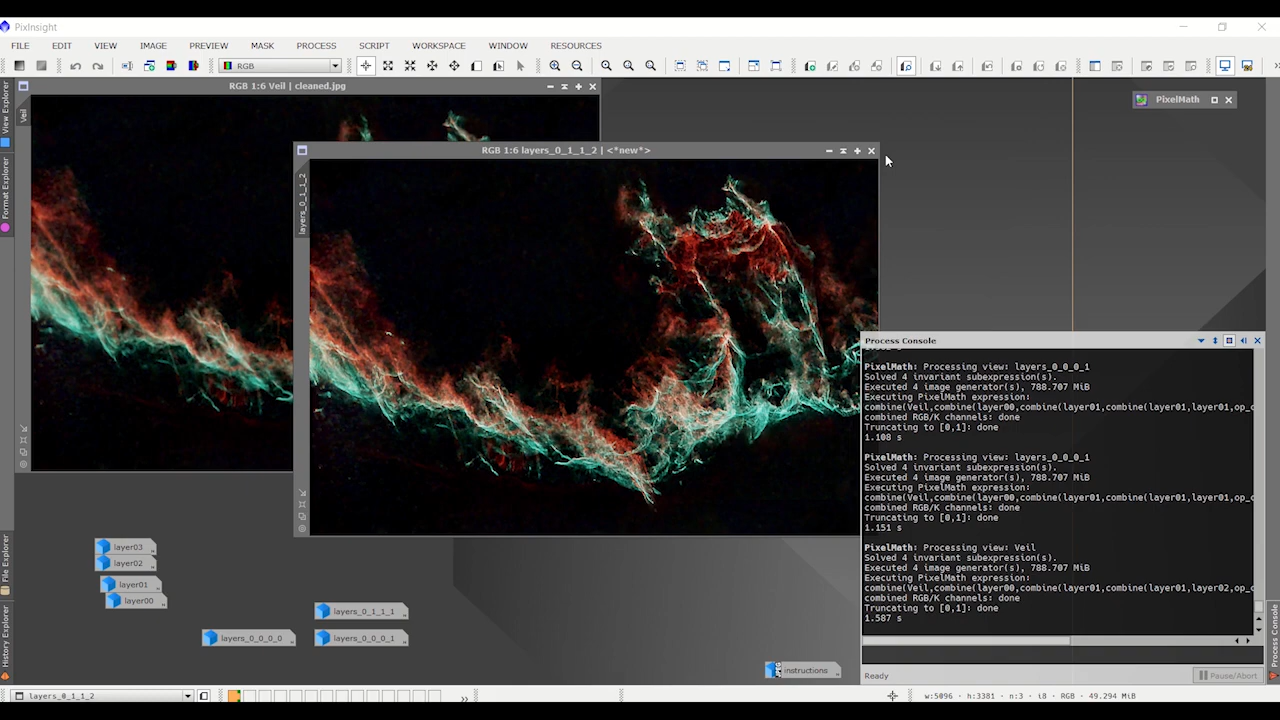 PixInsight
FILE EDIT VIEW IMAGE PREVIEW MASK PROCESS SCRIPT WORKSPACE WINDOW RESOURCES
RGB
RGB 1:6 Veil | cleaned.jpg
PixelMath
View Explorer
Veil
RGB 1:6 layers_0_1_1_2 | <*new*>
layers_0_1_1_2
Format Explorer
Process Console
PixelMath: Processing view: layers_0_0_0_1
Solved 4 invariant subexpression(s).
Executed 4 image generator(s), 788.707 MiB
Executing PixelMath expression:
combine(Veil,combine(layer00,combine(layer01,combine(layer01,layer01,op_
combined RGB/K channels: done
Truncating to [0,1]: done
1.108 s
PixelMath: Processing view: layers_0_0_0_1
Solved 4 invariant subexpression(s).
Executed 4 image generator(s), 788.707 MiB
Executing PixelMath expression:
combine(Veil,combine(layer00,combine(layer01,combine(layer01,layer01,op_
combined RGB/K channels: done
Truncating to [0,1]: done
1.151 s
PixelMath: Processing view: Veil
Solved 4 invariant subexpression(s).
Executed 4 image generator(s), 788.707 MiB
Executing PixelMath expression:
combine(Veil,combine(layer00,combine(layer01,combine(layer01,layer02,op_
combined RGB/K channels: done
Truncating to [0,1]: done
1.587 s
File Explorer
layer03
layer02
layer01
layer00
layers_0_1_1_1
layers_0_0_0_0
layers_0_0_0_1
History Explorer
Process Console
instructions
Ready
Pause/Abort
layers_0_1_1_2
w:5096 · h:3381 · n:3 · i8 · RGB · 49.294 MiB